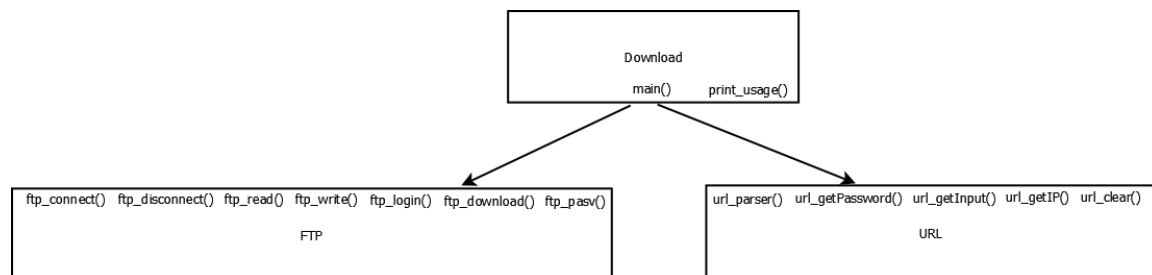 Download
main() print_usage()
ftp_connect() ftp_disconnect() ftp_read() ftp_write() ftp_login() ftp_download() ftp_pasv()
FTP
url_parser() url_getPassword() url_getInput() url_getIP() url_clear()
URL